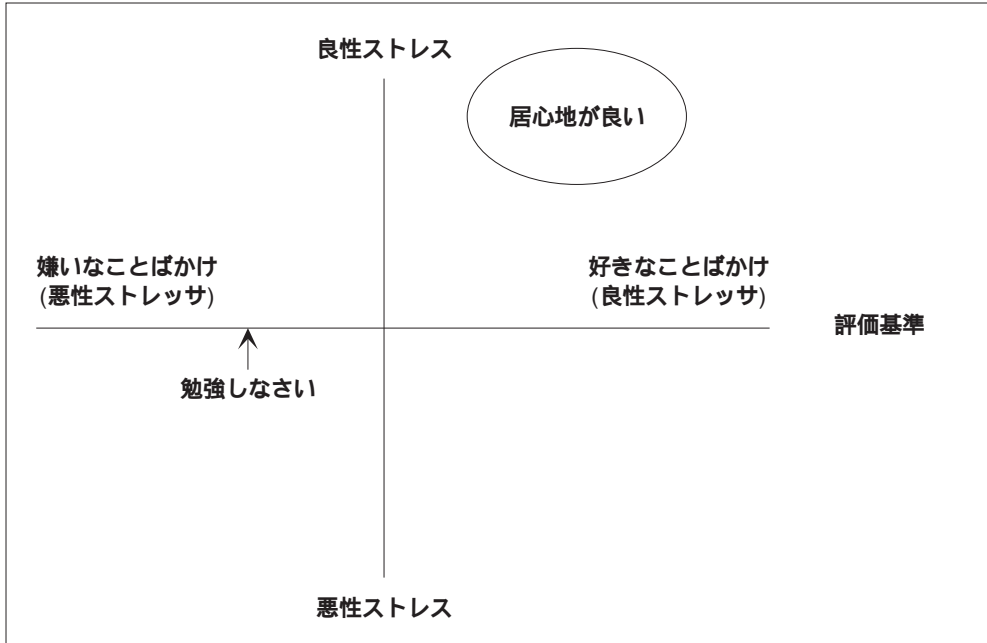 良性ストレス
居心地が良い
嫌いなことばかけ
(悪性ストレッサ)
好きなことばかけ
(良性ストレッサ)
評価基準
勉強しなさい
悪性ストレス